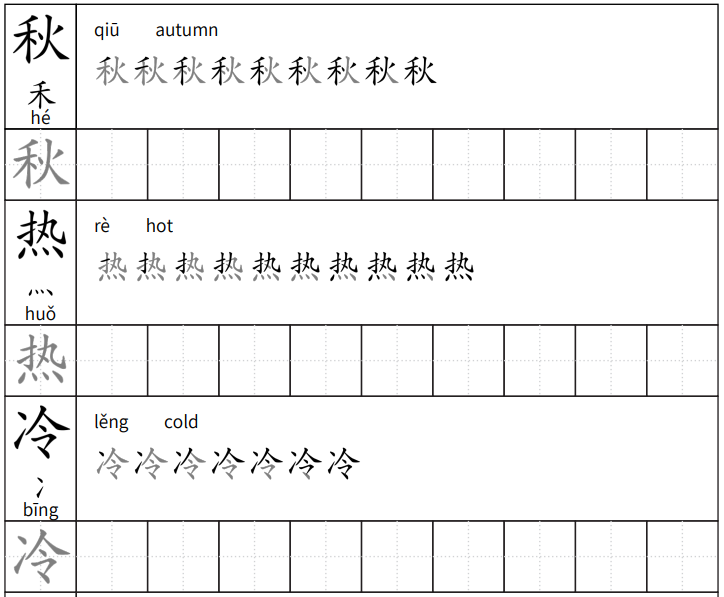 秋
qiū autumn
秋秋秋秋秋秋秋秋秋
禾
hé
秋
热
rè hot
热热热热热热热热热热
灬
huǒ
热
冷
lěng cold
冷冷冷冷冷冷冷
冫
bīng
冷